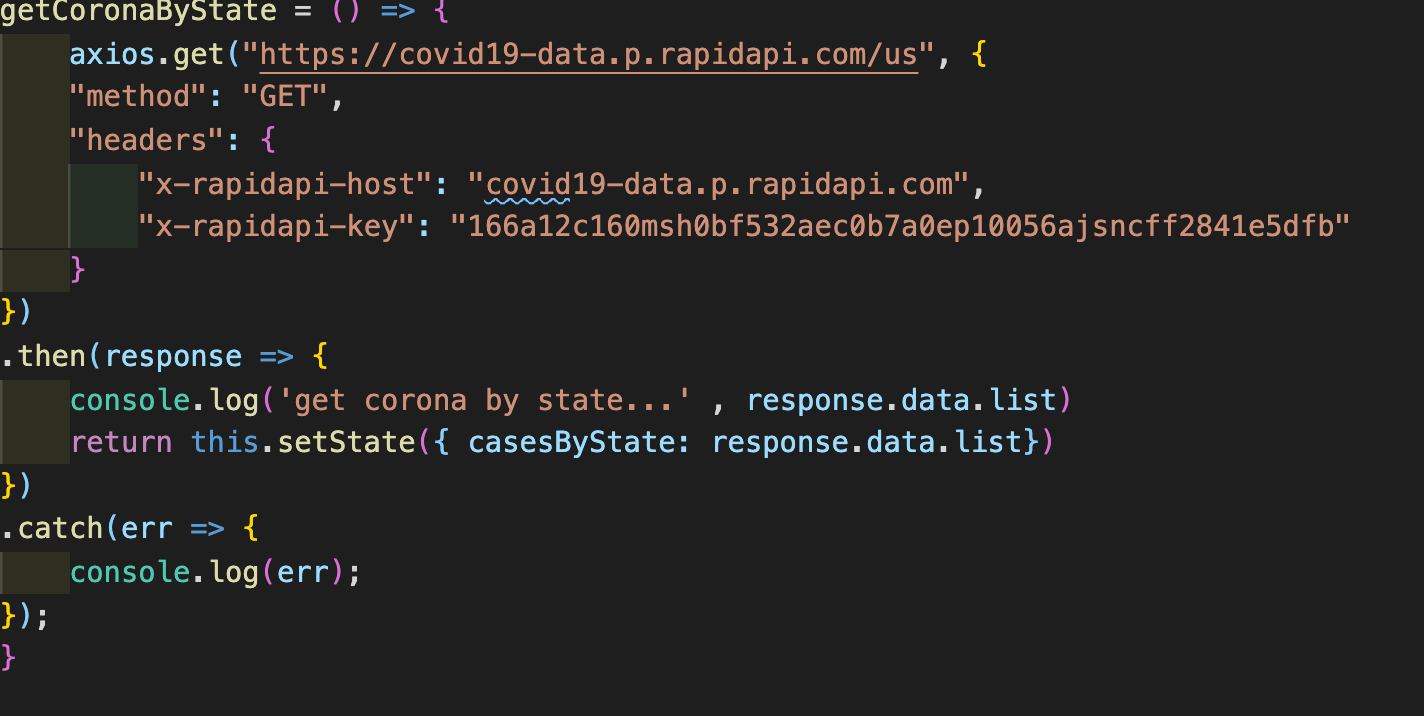 getCoronaByState = () => {
axios.get("https://covid19-data.p.rapidapi.com/us", {
"method": "GET",
"headers": {
"x-rapidapi-host": "covid19-data.p.rapidapi.com",
"x-rapidapi-key": "166a12c160msh0bf532aec0b7a0ep10056ajsncff2841e5dfb"
}
})
.then(response => {
console.log('get corona by state...' , response.data.list)
return this.setState({ casesByState: response.data.list})
})
.catch(err => {
console.log(err);
});
}